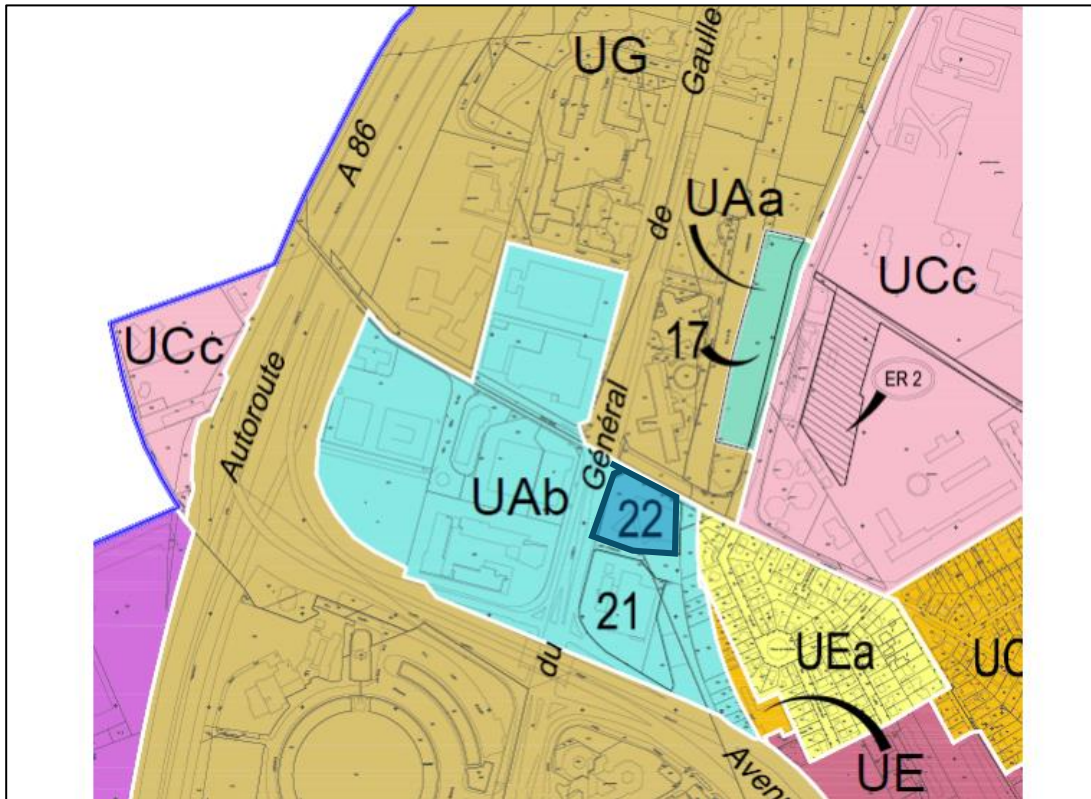 UG
Gaulle
A 86
de
UAa
UCc
17
UCc
ER 2
Autoroute
Général
UAb
22
21
du
UEa
UC
UE
Aven